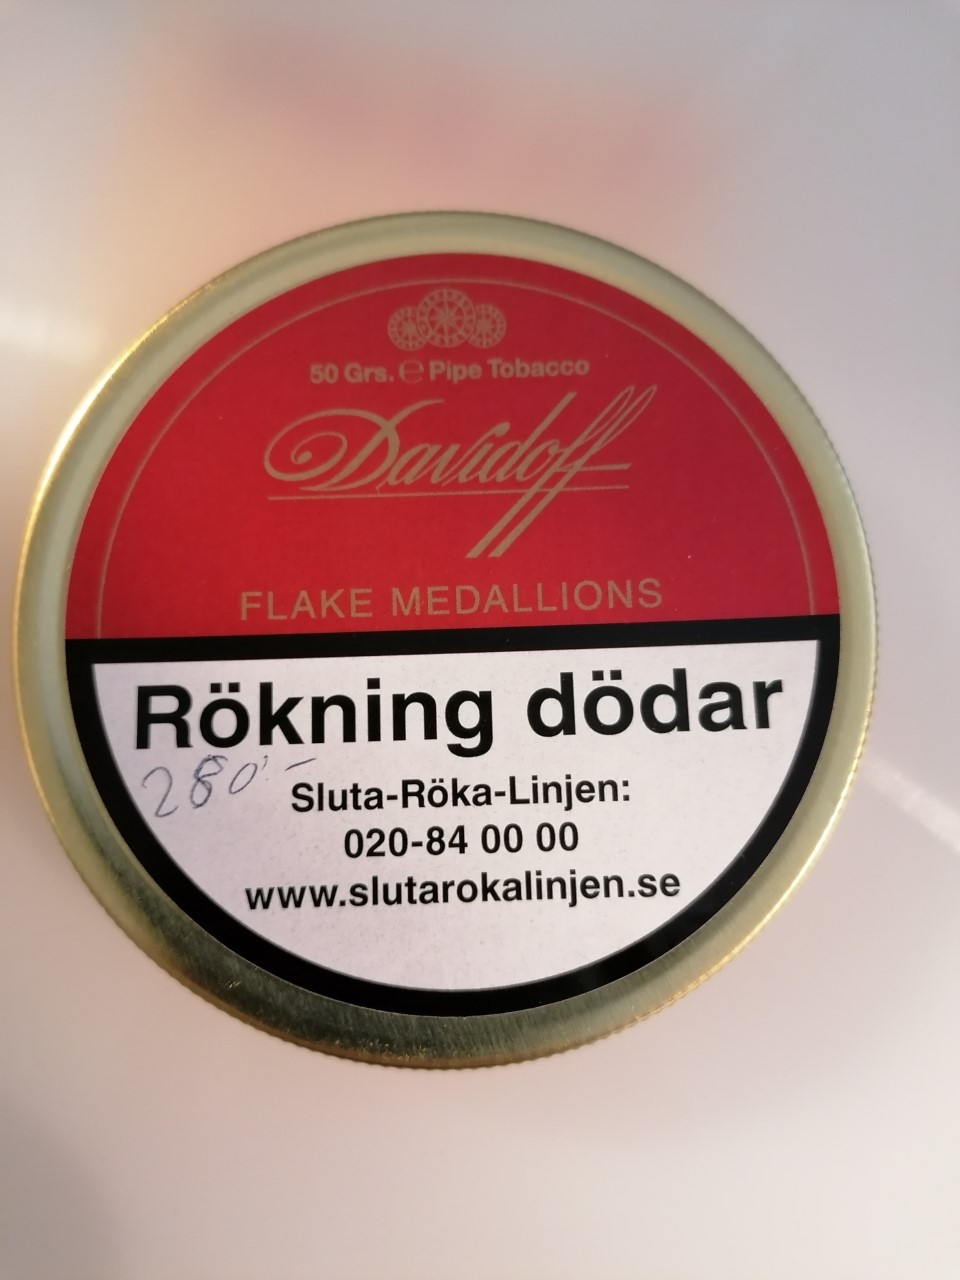 50 Grs. ℮ Pipe Tobacco
Davidoff
FLAKE MEDALLIONS
Rökning dödar
280:-
Sluta-Röka-Linjen:
020-84 00 00
www.slutarokalinjen.se